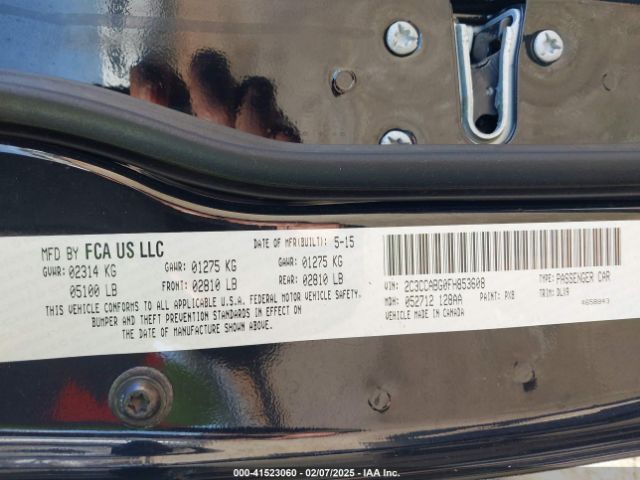 MFD BY FCA US LLC
DATE OF MFR(BUILT): 5-15
GVWR: 02314 KG GAWR: 01275 KG GAWR: 01275 KG
05100 LB FRONT: 02810 LB REAR: 02810 LB
THIS VEHICLE CONFORMS TO ALL APPLICABLE U.S.A. FEDERAL MOTOR VEHICLE SAFETY,
BUMPER AND THEFT PREVENTION STANDARDS IN EFFECT ON THE
DATE OF MANUFACTURE SHOWN ABOVE.
VIN: 2C3CCABG0FH853608 TYPE: PASSENGER CAR
MDH: 052712 128AA PAINT: PX8 TRIM: DLX9
VEHICLE MADE IN CANADA
000-41523060 - 02/07/2025 - IAA Inc.